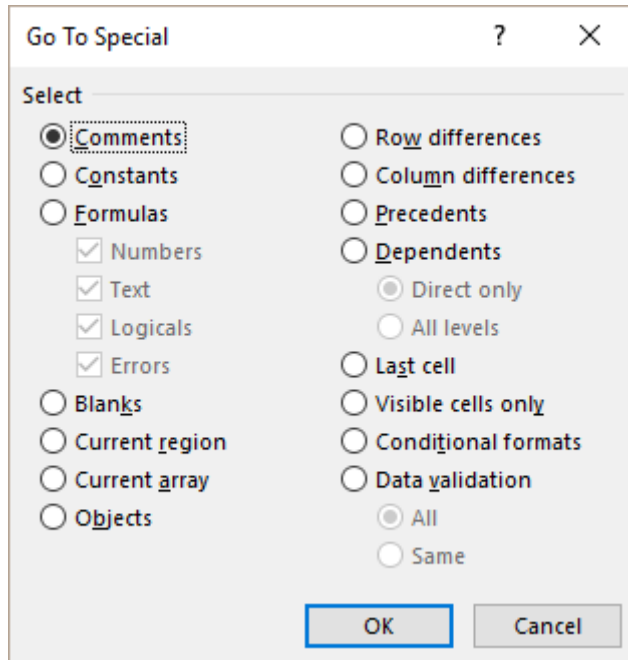 Go To Special
?
Select
Comments
Constants
Formulas
Numbers
Text
Logicals
Errors
Blanks
Current region
Current array
Objects
Row differences
Column differences
Precedents
Dependents
Direct only
All levels
Last cell
Visible cells only
Conditional formats
Data validation
All
Same
OK
Cancel